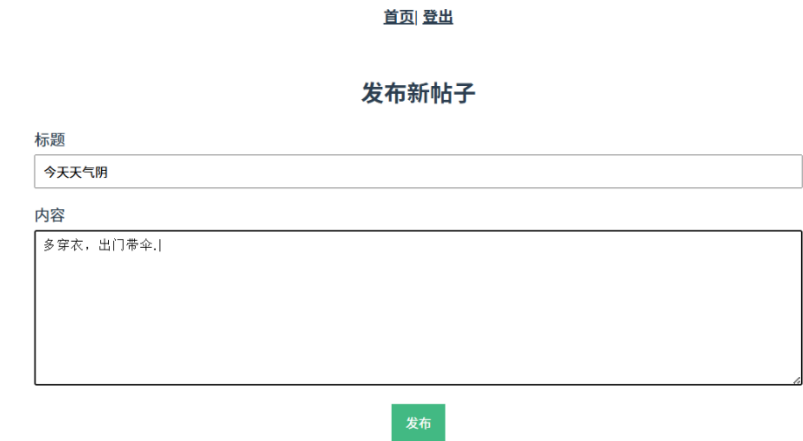 首页| 登出
发布新帖子
标题
今天天气阴
内容
多穿衣，出门带伞.
发布